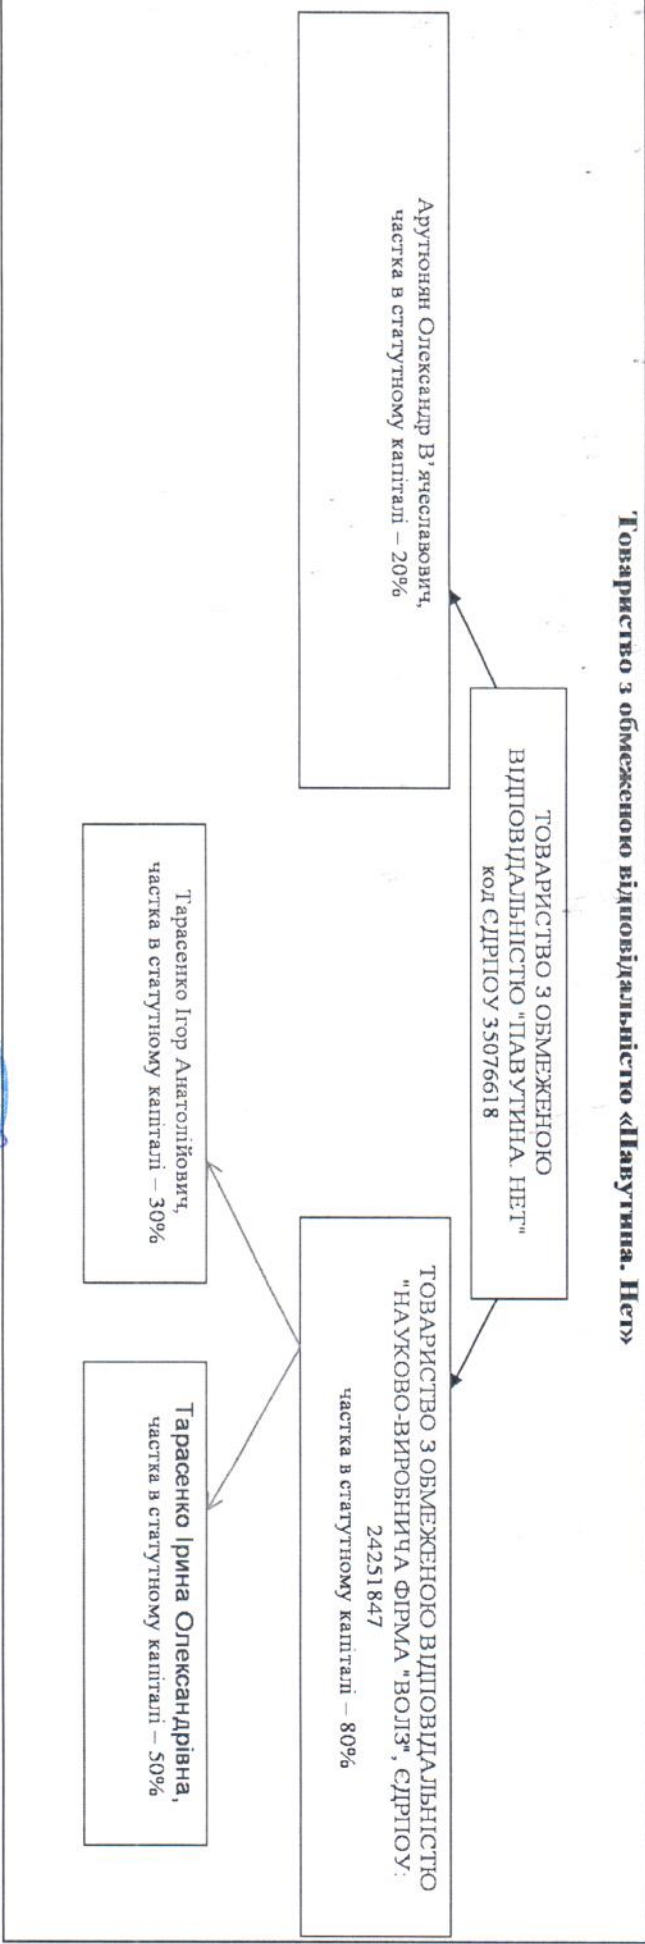 Товариство з обмеженою відповідальністю «Павутина. Нет»
ТОВАРИСТВО З ОБМЕЖЕНОЮ
ВІДПОВІДАЛЬНІСТЮ "ПАВУТИНА. НЕТ"
код ЄДРПОУ 35076618
Арутюнян Олександр В'ячеславович,
частка в статутному капіталі – 20%
ТОВАРИСТВО З ОБМЕЖЕНОЮ ВІДПОВІДАЛЬНІСТЮ
"НАУКОВО-ВИРОБНИЧА ФІРМА "ВОЛЗ", ЄДРПОУ:
24251847
частка в статутному капіталі – 80%
Тарасенко Ігор Анатолійович,
частка в статутному капіталі – 30%
Тарасенко Ірина Олександрівна,
частка в статутному капіталі – 50%